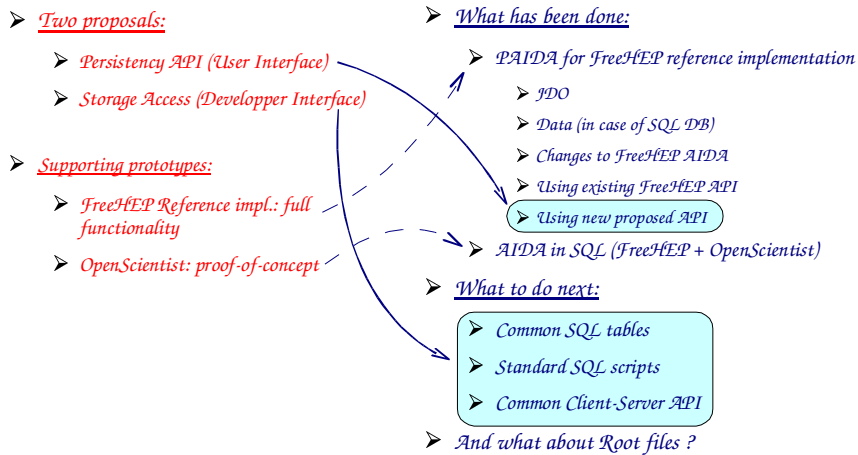 Two proposals:
Persistency API (User Interface)
Storage Access (Developper Interface)
Supporting prototypes:
FreeHEP Reference impl.: full
functionality
OpenScientist: proof-of-concept
What has been done:
PAIDA for FreeHEP reference implementation
JDO
Data (in case of SQL DB)
Changes to FreeHEP AIDA
Using existing FreeHEP API
Using new proposed API
AIDA in SQL (FreeHEP + OpenScientist)
What to do next:
Common SQL tables
Standard SQL scripts
Common Client-Server API
And what about Root files ?